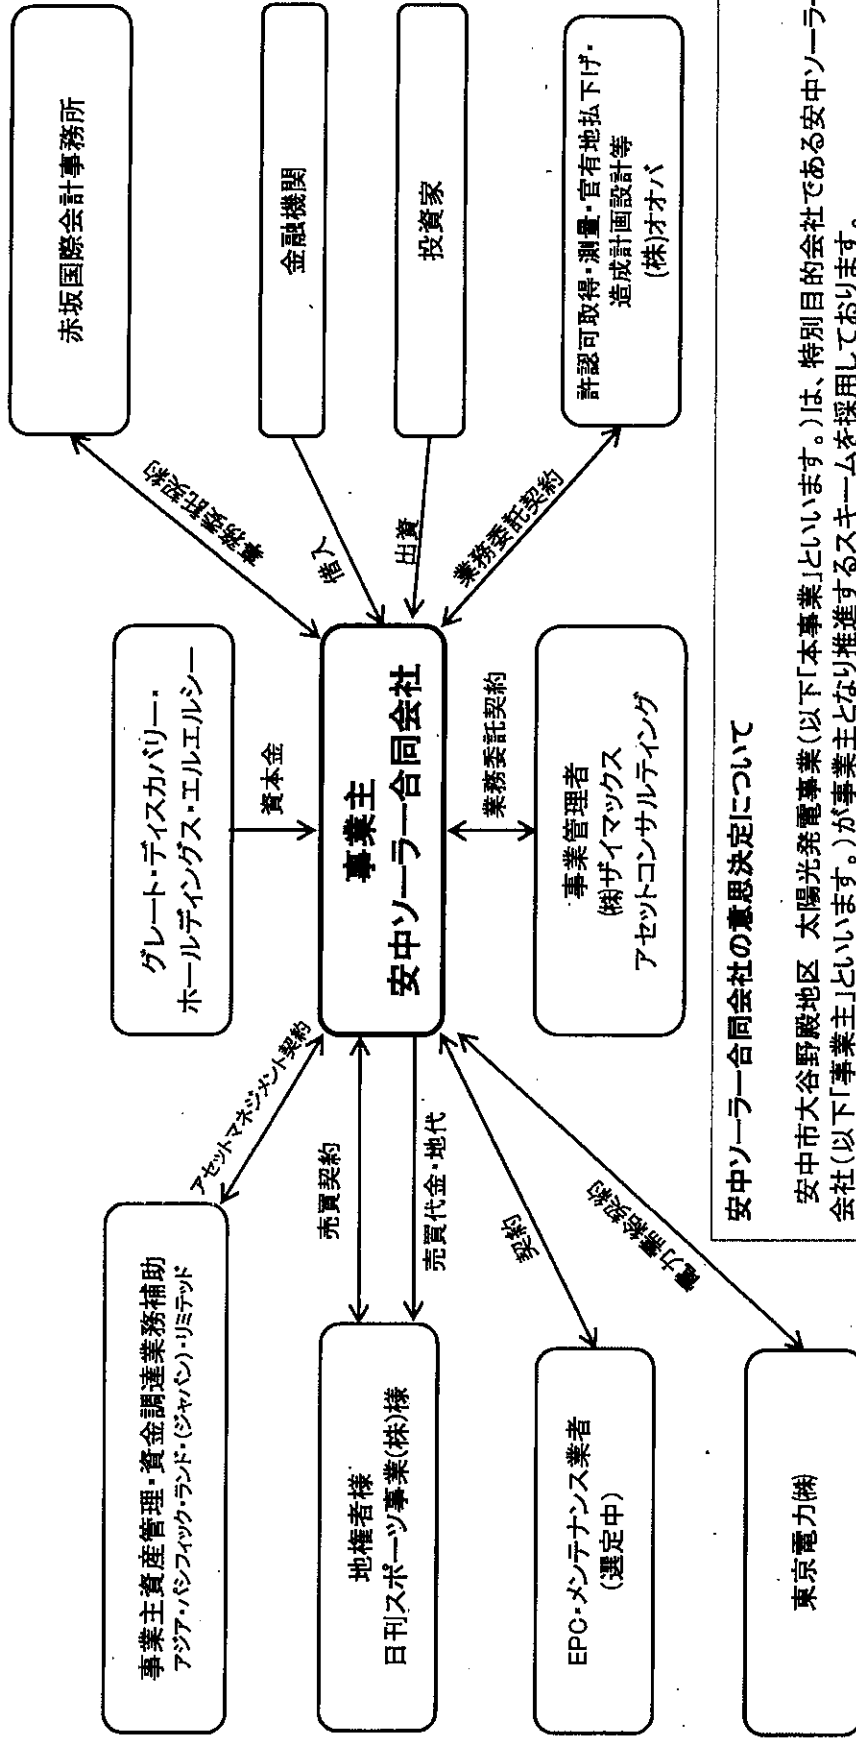 事業主資産管理・資金調達業務補助
アジア・パシフィック・ランド・(ジャパン)・リミテッド
アセットマネジメント契約
グレート・ディスカバリー・
ホールディングス・エルエルシー
資本金
赤坂国際会計事務所
事務委託契約
金融機関
借入
投資家
出資
地権者様
日刊スポーツ事業(株)様
売買契約
売買代金・地代
事業主
安中ソーラー合同会社
許認可取得・測量・官有地払下げ・
造成計画設計等
(株)オオバ
業務委託契約
EPC・メンテナンス業者
(選定中)
契約
事業管理者
㈱ザイマックス
アセットコンサルティング
業務委託契約
東京電力㈱
電力需給契約
安中ソーラー合同会社の意思決定について
安中市大谷野殿地区 太陽光発電事業(以下「本事業」といいます。)は、特別目的会社である安中ソーラー
会社(以下「事業主」といいます。)が事業主となり推進するスキームを採用しております。